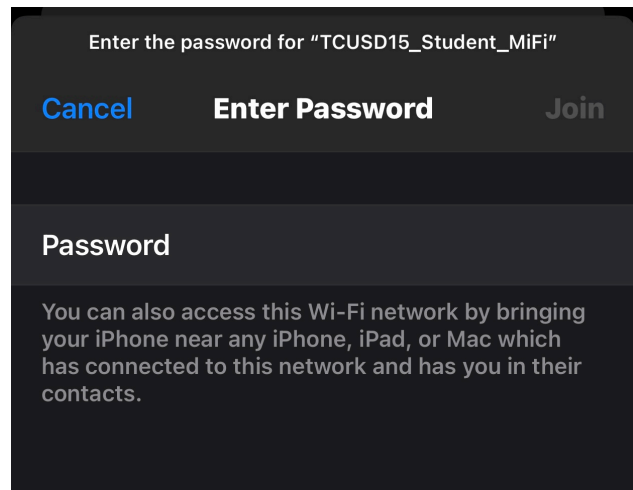 Enter the password for “TCUSD15_Student_MiFi”
Cancel Enter Password Join
Password
You can also access this Wi-Fi network by bringing
your iPhone near any iPhone, iPad, or Mac which
has connected to this network and has you in their
contacts.